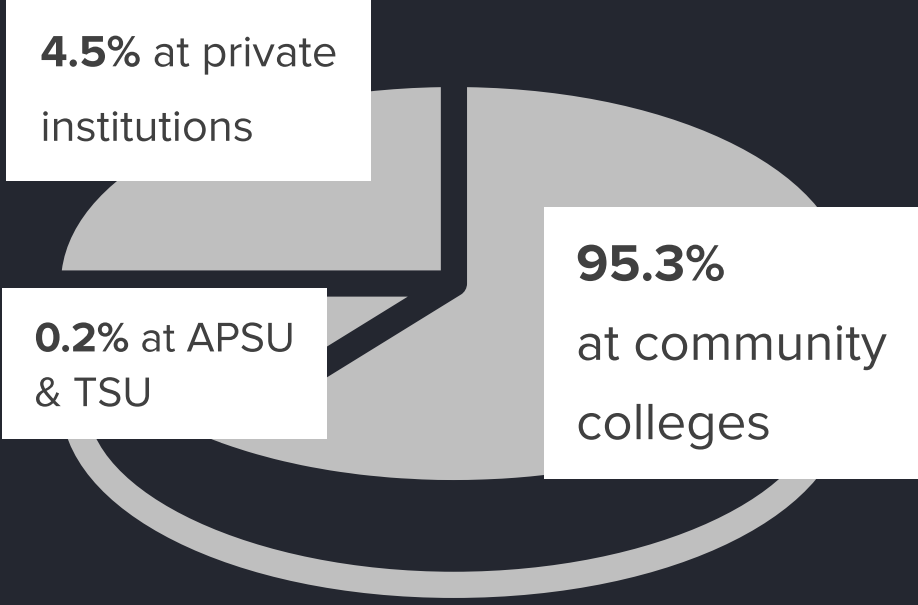 4.5% at private
institutions
95.3%
at community
colleges
0.2% at APSU
& TSU